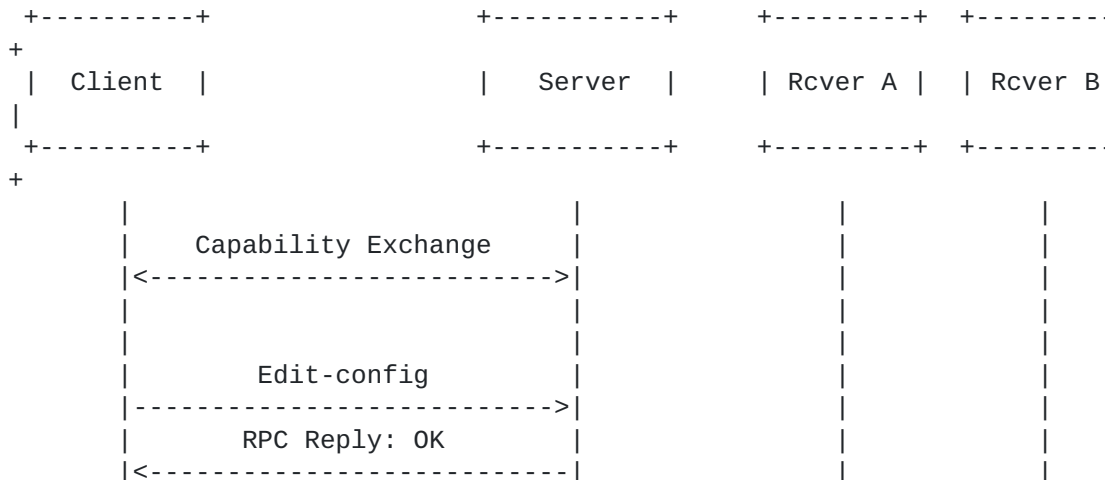 +----------+                  +-----------+     +---------+  +---------
+
|  Client  |                  |   Server  |     | Rcver A |  | Rcver B
|
+----------+                  +-----------+     +---------+  +---------
+
      |                             |                |            |
      |    Capability Exchange      |                |            |
      |<-------------------------->|                |            |
      |                             |                |            |
      |                             |                |            |
      |        Edit-config          |                |            |
      |--------------------------->|                |            |
      |       RPC Reply: OK         |                |            |
      |<---------------------------|                |            |